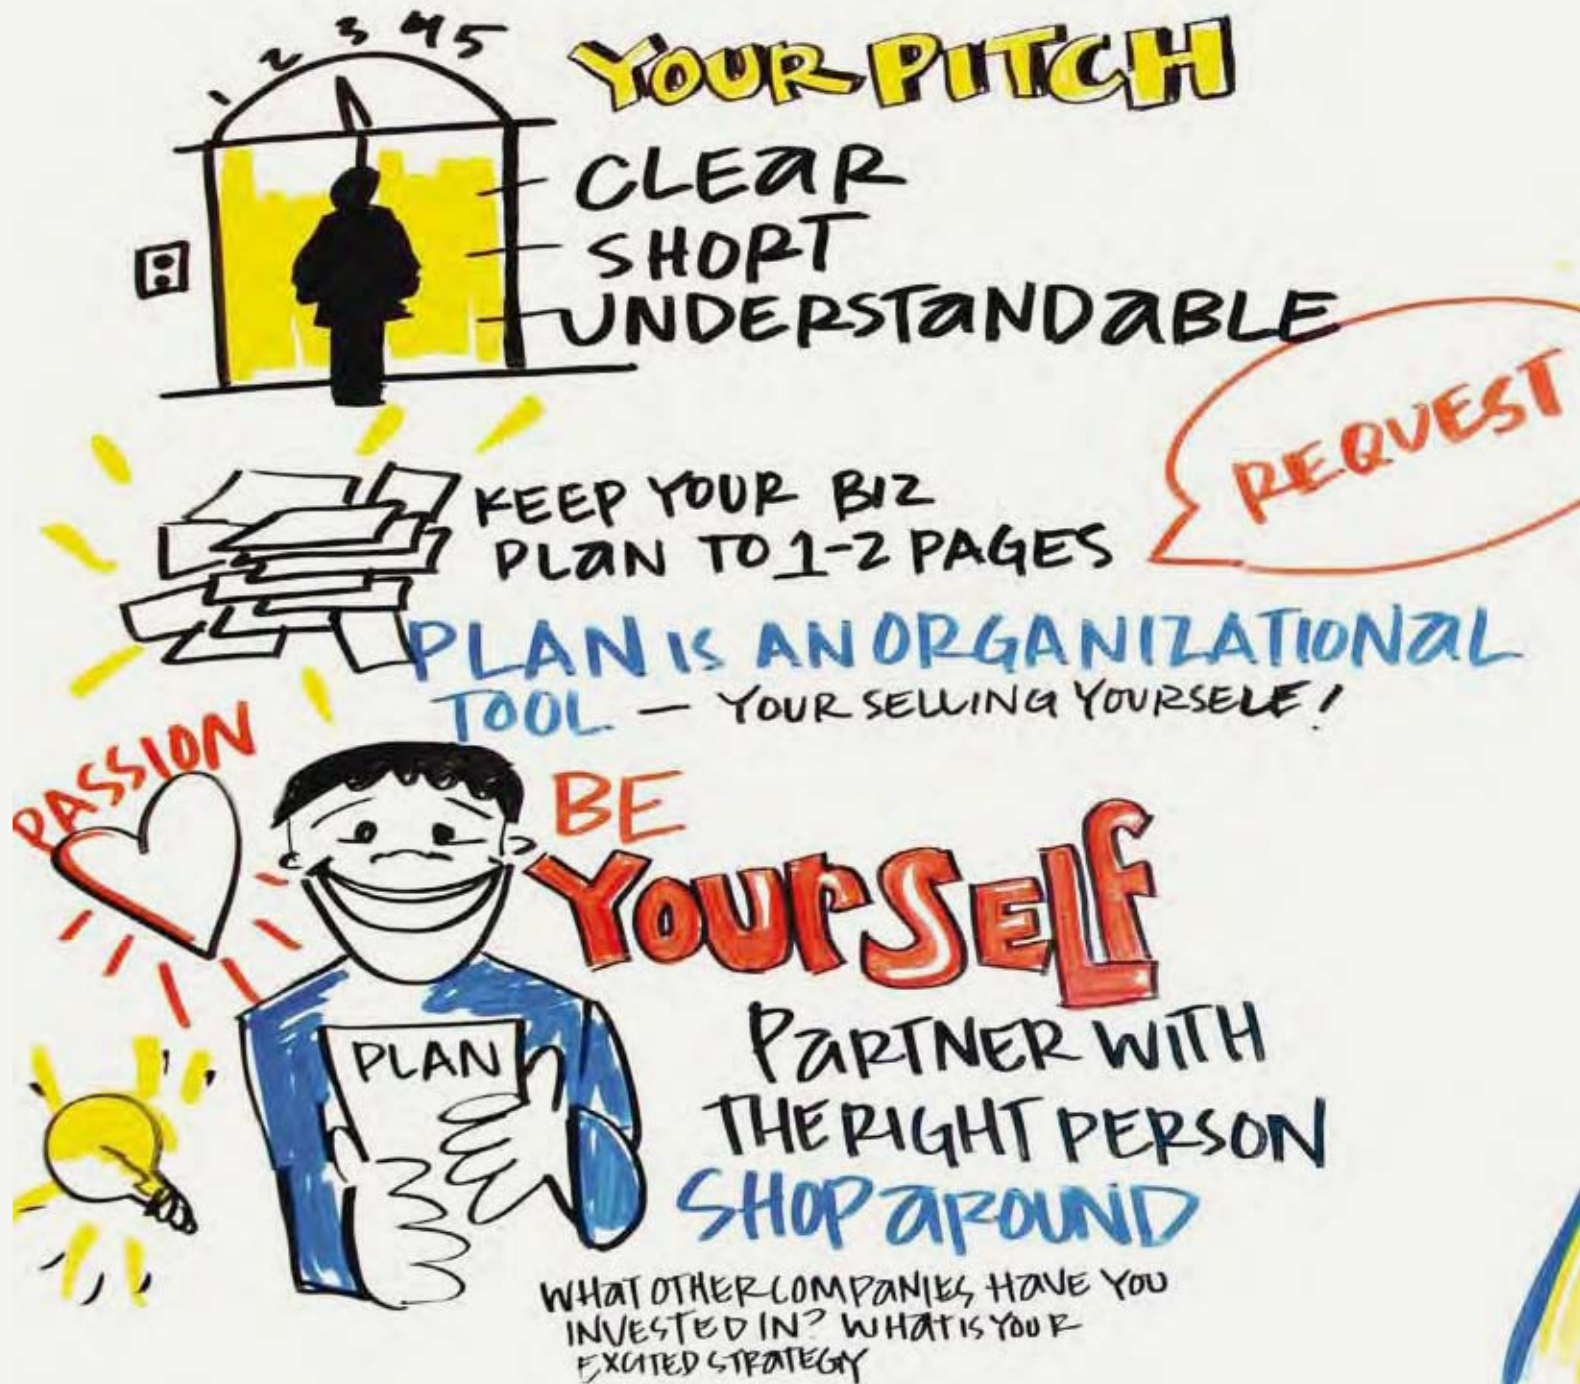 2 3 4 5
YOUR PITCH
CLEAR
SHORT
UNDERSTANDABLE
REQUEST
KEEP YOUR BIZ
PLAN TO 1-2 PAGES
PLAN IS AN ORGANIZATIONAL
TOOL — YOUR SELLING YOURSELF!
PASSION
BE
YOURSELF
PLAN
PARTNER WITH
THE RIGHT PERSON
SHOP AROUND
WHAT OTHER COMPANIES HAVE YOU
INVESTED IN? WHAT IS YOUR
EXCITED STRATEGY